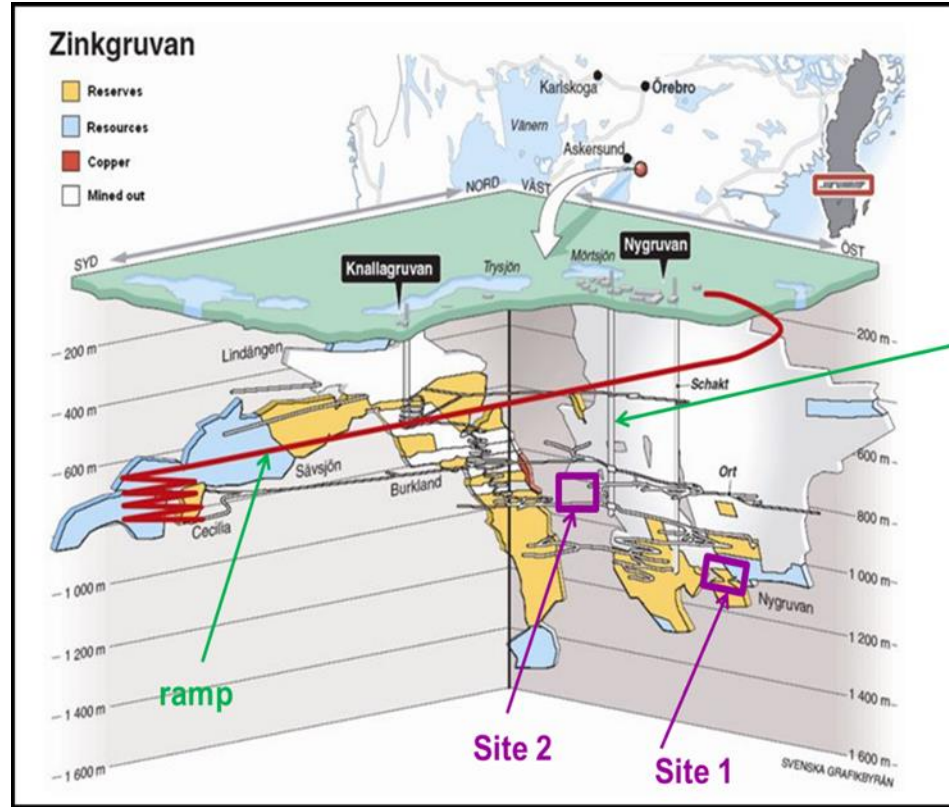 Zinkgruvan
Reserves
Resources
Copper
Mined out
Karlskoga
Örebro
Vänern
Askersund
NORD
VÄST
SYD
ÖST
Knallagruvan
Trysjön
Mörtsjön
Nygruvan
Lindängen
Schakt
Sävsjön
Burkland
Ort
Cecilia
Nygruvan
200 m
400 m
600 m
1 000 m
1 200 m
1 400 m
1 600 m
200 m
400 m
600 m
800 m
1 000 m
1 200 m
1 400 m
1 600 m
ramp
Site 2
Site 1
SVENSKA GRAFIKBYRÅN